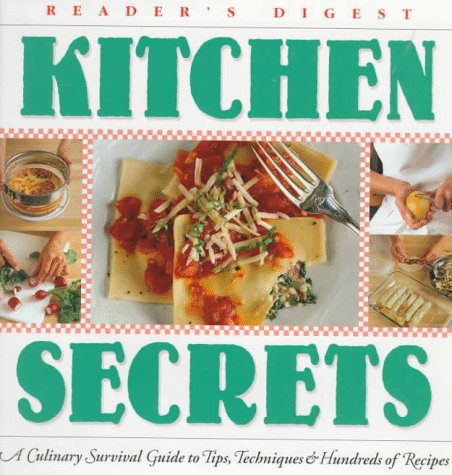 READER'S DIGEST
KITCHEN
SECRETS
A Culinary Survival Guide to Tips, Techniques & Hundreds of Recipes